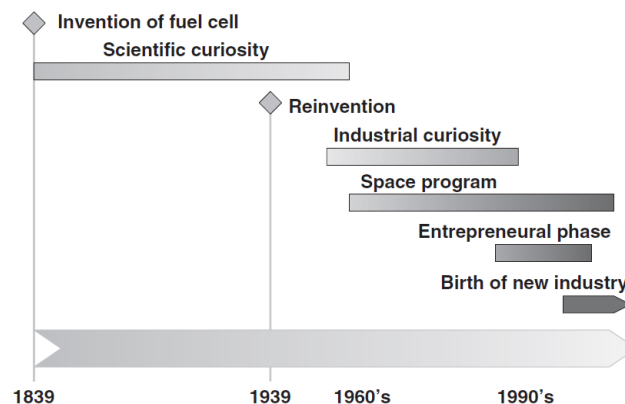 Invention of fuel cell
Scientific curiosity
Reinvention
Industrial curiosity
Space program
Entrepreneural phase
Birth of new industry
1839 1939 1960's 1990's